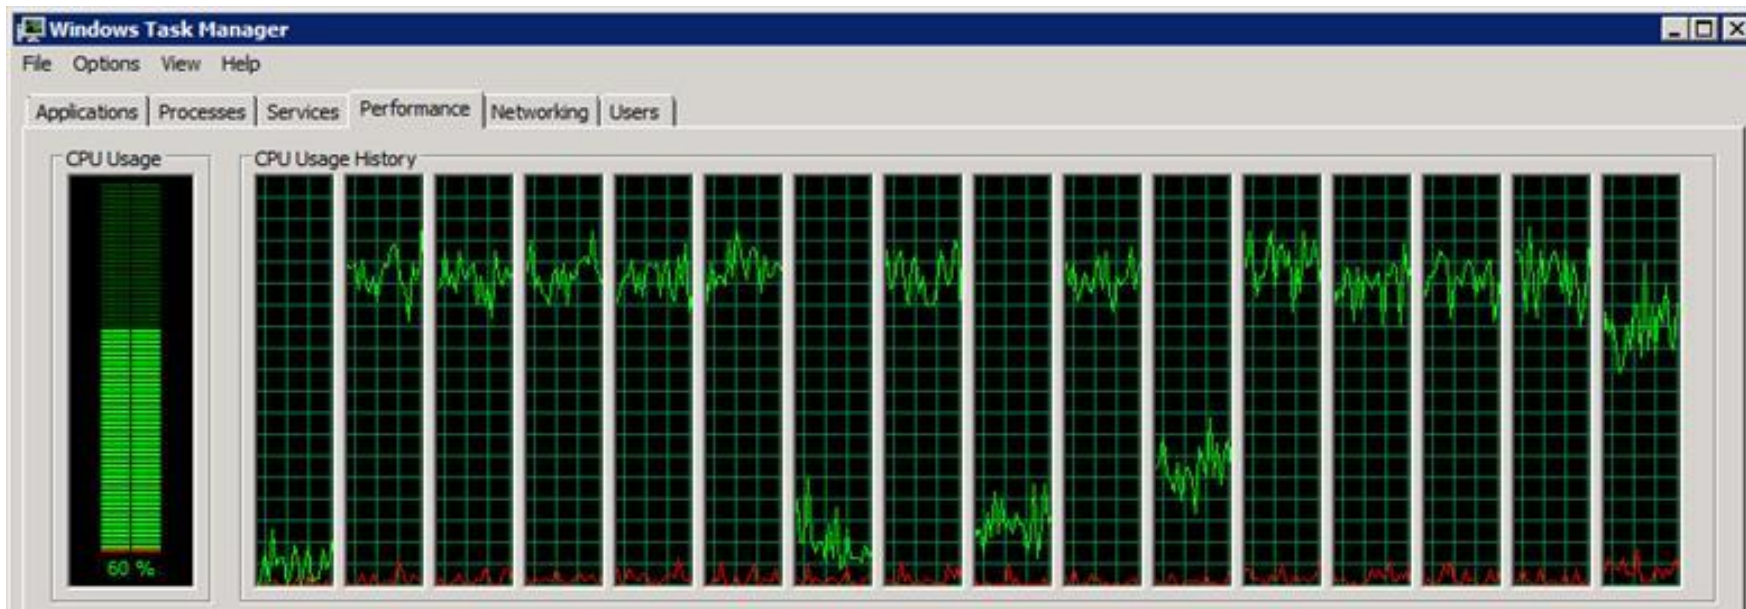 Windows Task Manager
File Options View Help
Applications Processes Services Performance Networking Users
CPU Usage CPU Usage History
60 %